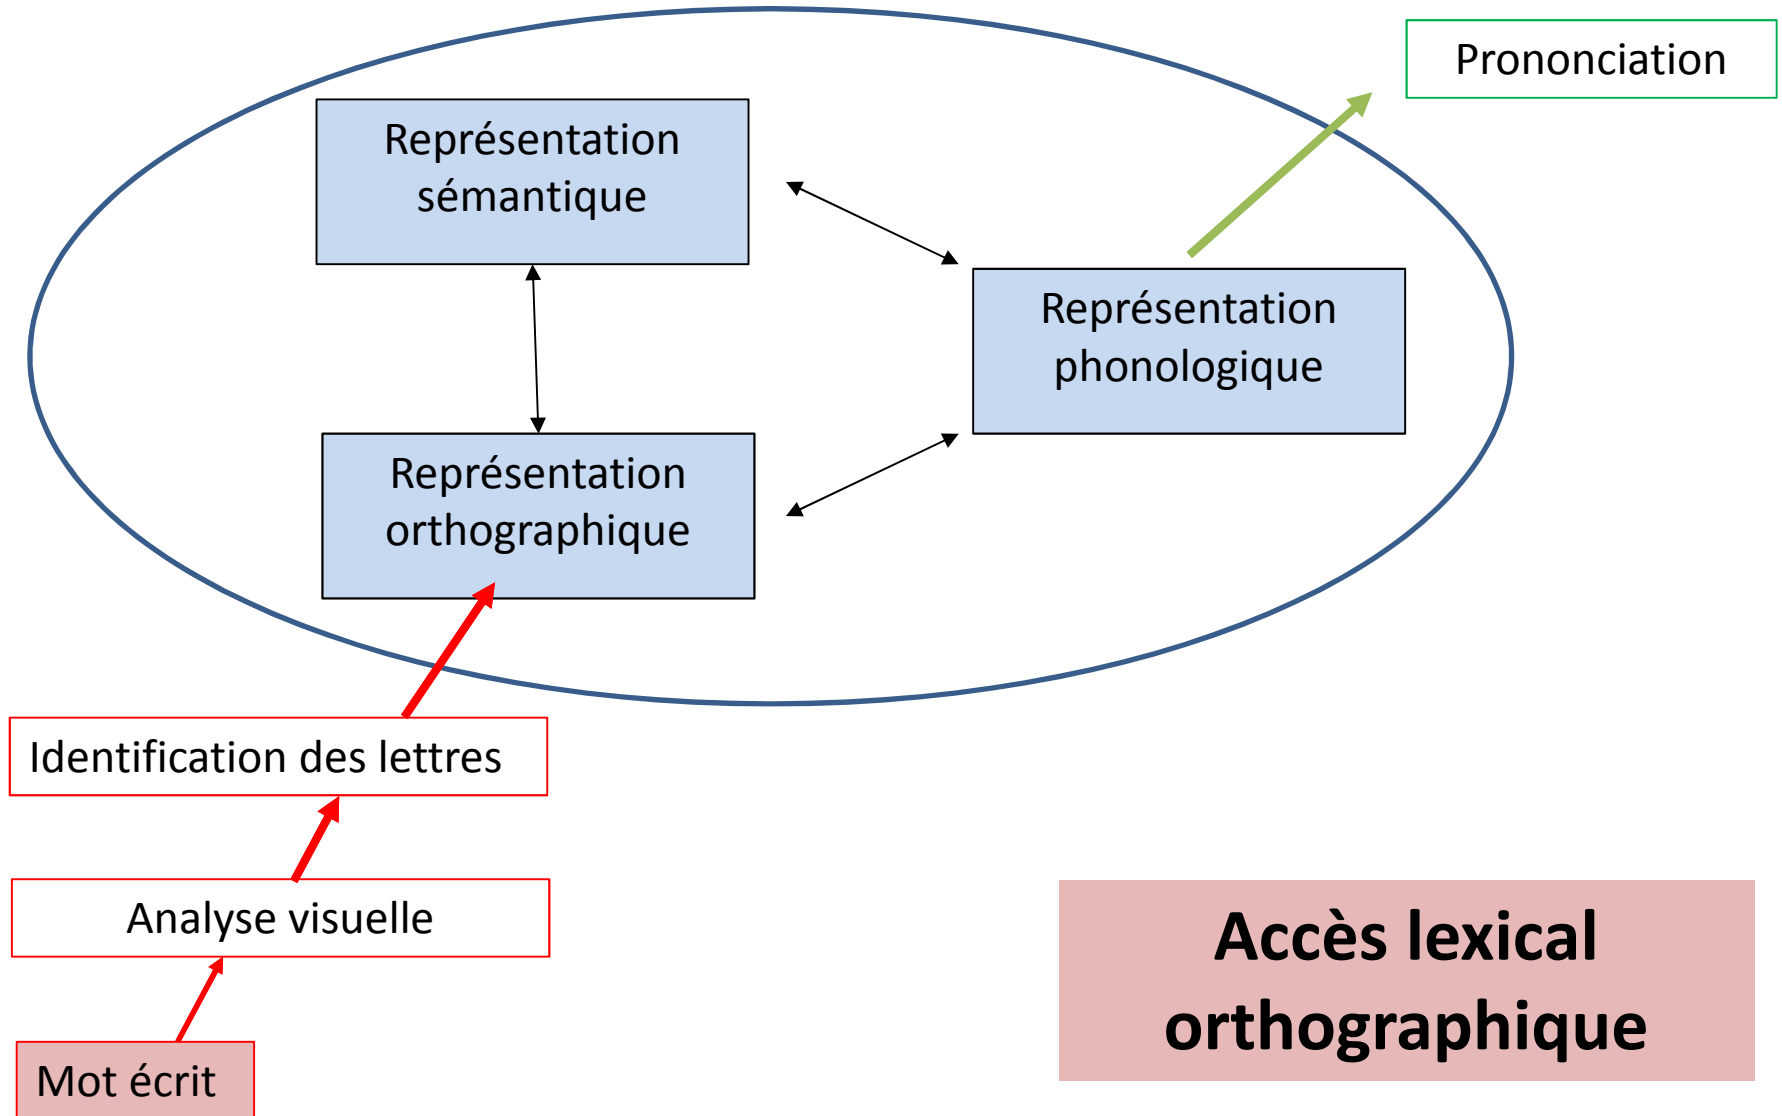 Prononciation
Représentation
sémantique
Représentation
phonologique
Représentation
orthographique
Identification des lettres
Analyse visuelle
Accès lexical
orthographique
Mot écrit